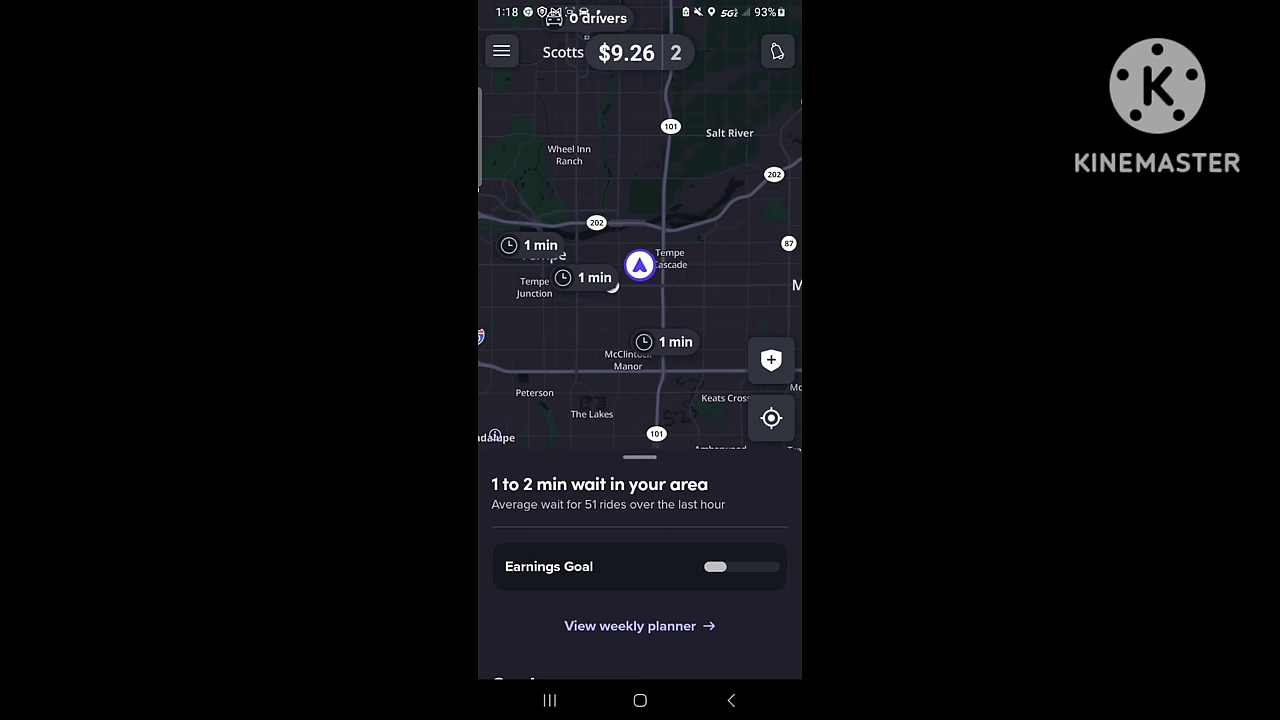 1:18
5G
93%
0 drivers
Scotts
$9.26 2
101
Salt River
Wheel Inn
Ranch
202
202
87
1 min
Tempe
Cascade
1 min
Tempe
Junction
M
1 min
McClintock
Manor
Peterson
Keats Cross
Mc
The Lakes
101
adalupe
1 to 2 min wait in your area
Average wait for 51 rides over the last hour
Earnings Goal
View weekly planner →
K
KINEMASTER